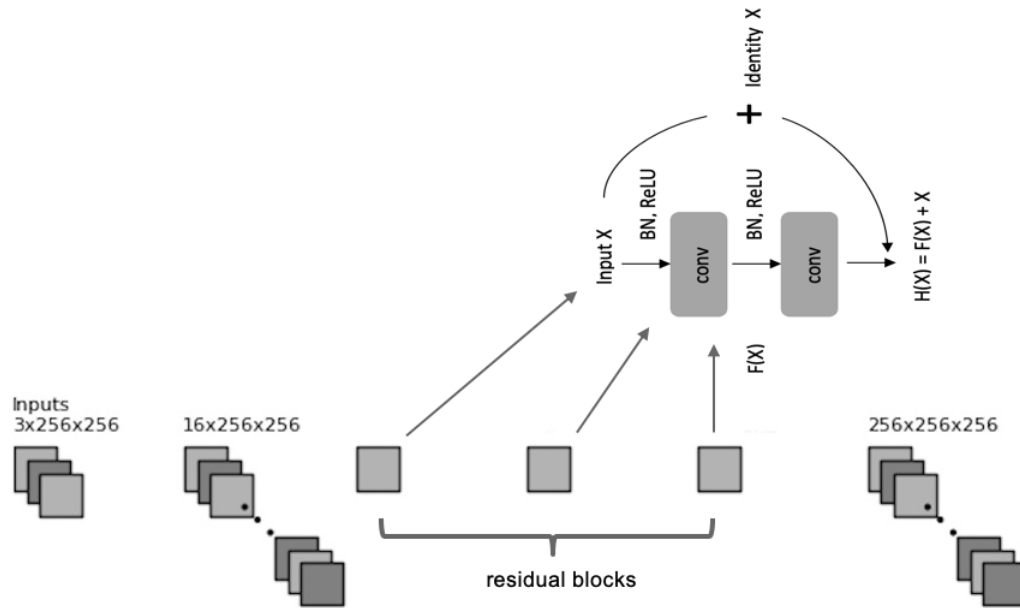 Identity X
+
BN, ReLU
BN, ReLU
Input X
conv
conv
H(X) = F(X) + X
F(X)
Inputs
3x256x256
16x256x256
256x256x256
residual blocks